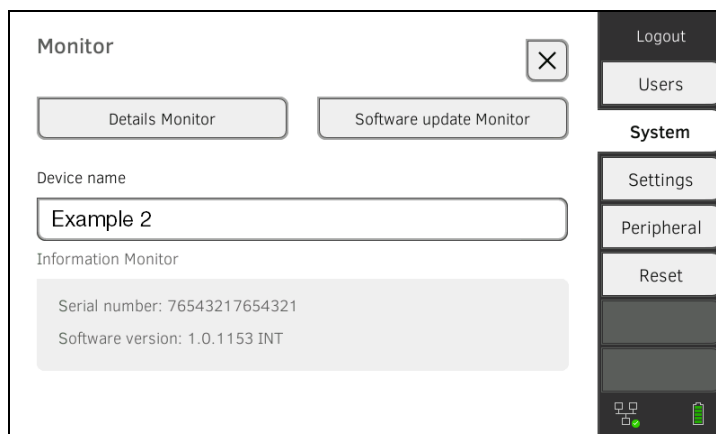 Monitor
Details Monitor
Software update Monitor
Device name
Example 2
Information Monitor
Serial number: 76543217654321
Software version: 1.0.1153 INT
Logout
Users
System
Settings
Peripheral
Reset